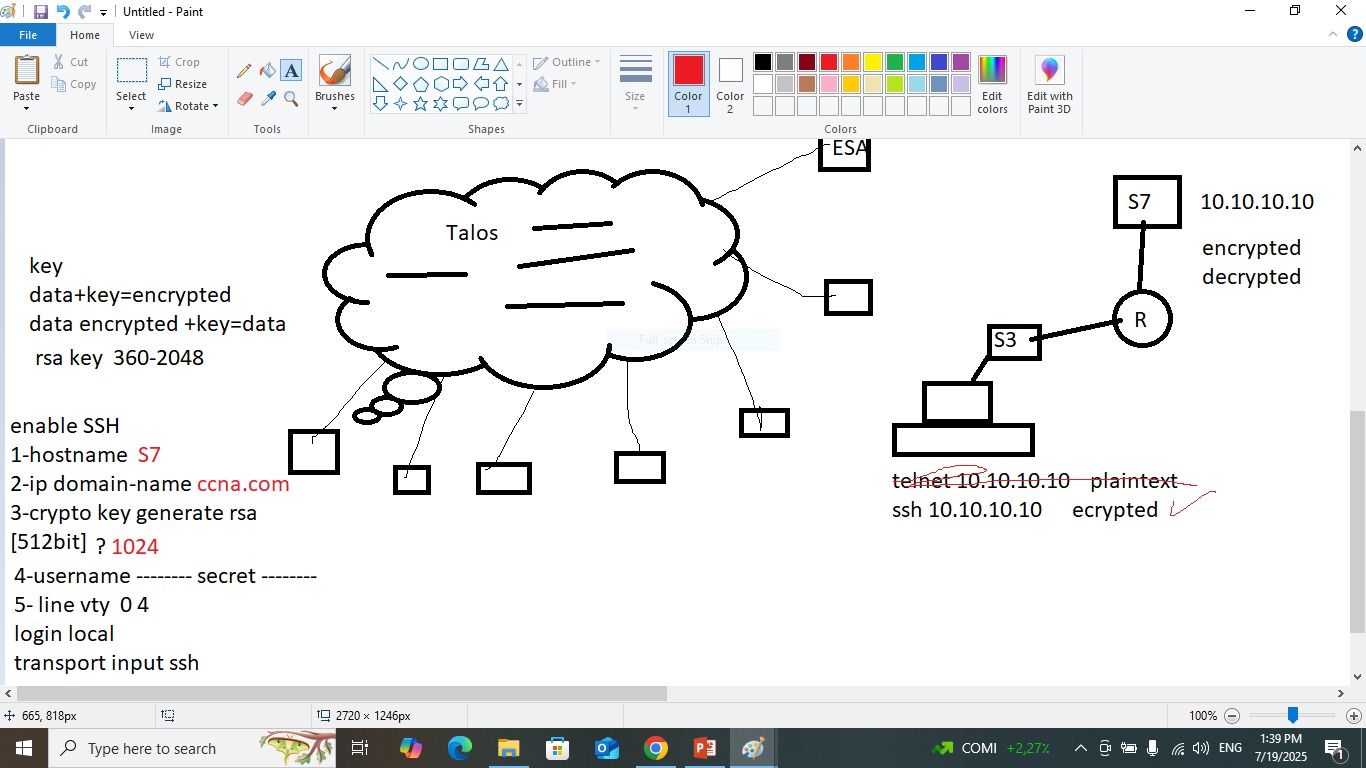 Untitled - Paint
File
Home
View
Paste
Cut
Copy
Clipboard
Select
Crop
Resize
Rotate
Image
A
Tools
Brushes
Shapes
Outline
Fill
Size
Color 1
Color 2
Edit colors
Colors
Edit with Paint 3D
ESA
Talos
S7
10.10.10.10
encrypted
decrypted
R
S3
key
data+key=encrypted
data encrypted +key=data
rsa key 360-2048
Full-screen Snip
enable SSH
1-hostname S7
2-ip domain-name ccna.com
3-crypto key generate rsa
[512bit] ? 1024
4-username -------- secret --------
5- line vty 0 4
login local
transport input ssh
telnet 10.10.10.10 plaintext
ssh 10.10.10.10 ecrypted
665, 818px
2720 × 1246px
100%
Type here to search
COMI +2,27%
ENG
1:39 PM
7/19/2025
1